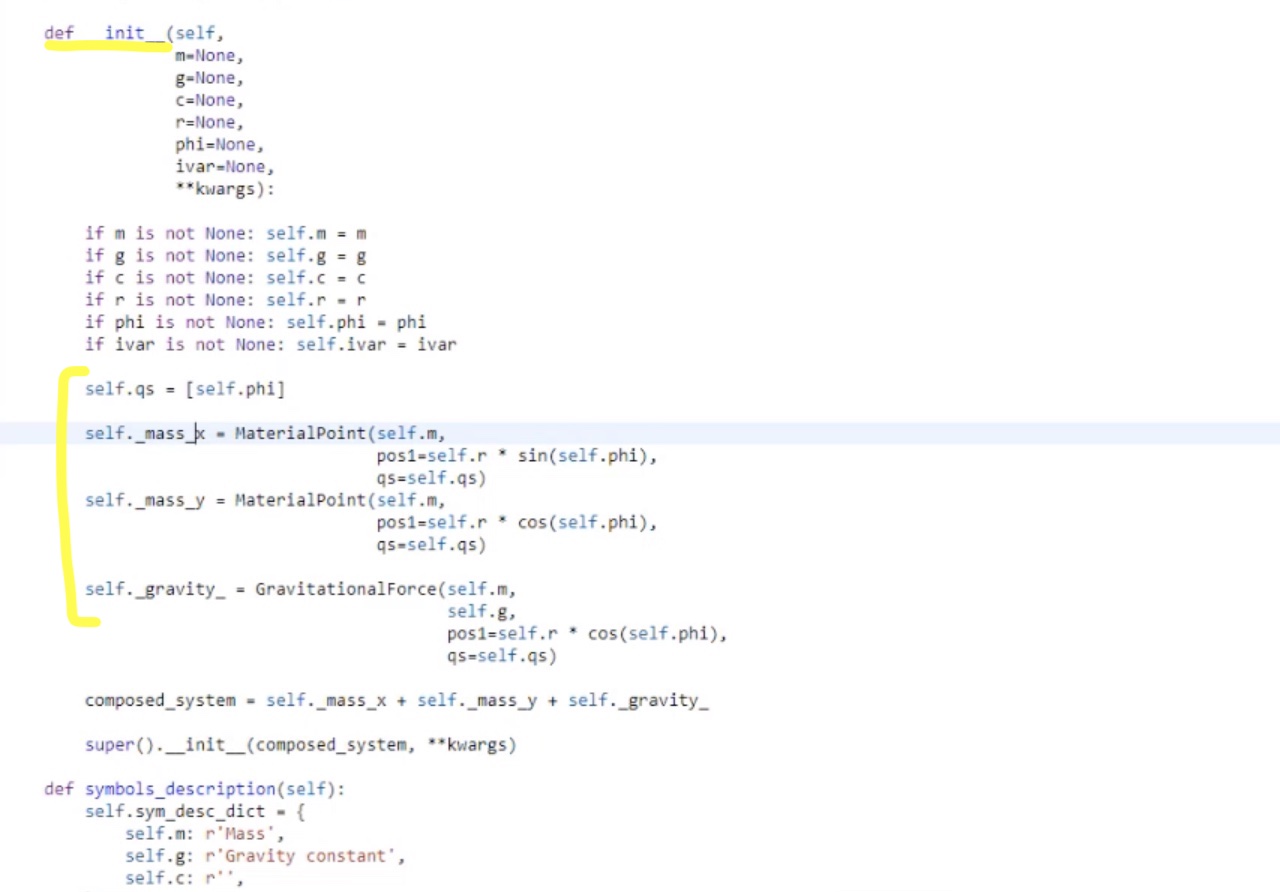 def __init__(self,
m=None,
g=None,
c=None,
r=None,
phi=None,
ivar=None,
**kwargs):
if m is not None: self.m = m
if g is not None: self.g = g
if c is not None: self.c = c
if r is not None: self.r = r
if phi is not None: self.phi = phi
if ivar is not None: self.ivar = ivar
self.qs = [self.phi]
self._mass_x = MaterialPoint(self.m,
pos1=self.r * sin(self.phi),
qs=self.qs)
self._mass_y = MaterialPoint(self.m,
pos1=self.r * cos(self.phi),
qs=self.qs)
self._gravity_ = GravitationalForce(self.m,
self.g,
pos1=self.r * cos(self.phi),
qs=self.qs)
composed_system = self._mass_x + self._mass_y + self._gravity_
super().__init__(composed_system, **kwargs)
def symbols_description(self):
self.sym_desc_dict = {
self.m: r'Mass',
self.g: r'Gravity constant',
self.c: r'',